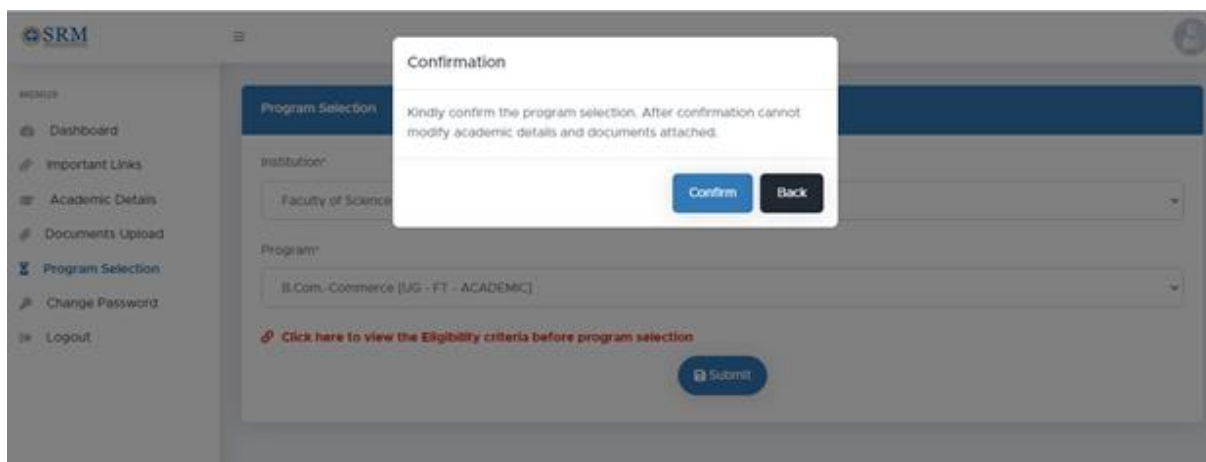 SRM
MENUS
Dashboard
Important Links
Academic Details
Documents Upload
Program Selection
Change Password
Logout
Confirmation
Kindly confirm the program selection. After confirmation cannot
modify academic details and documents attached.
Confirm Back
Program Selection
Institution*
Faculty of Science
Program*
B.Com.-Commerce [UG - FT - ACADEMIC]
Click here to view the Eligibility criteria before program selection
Submit